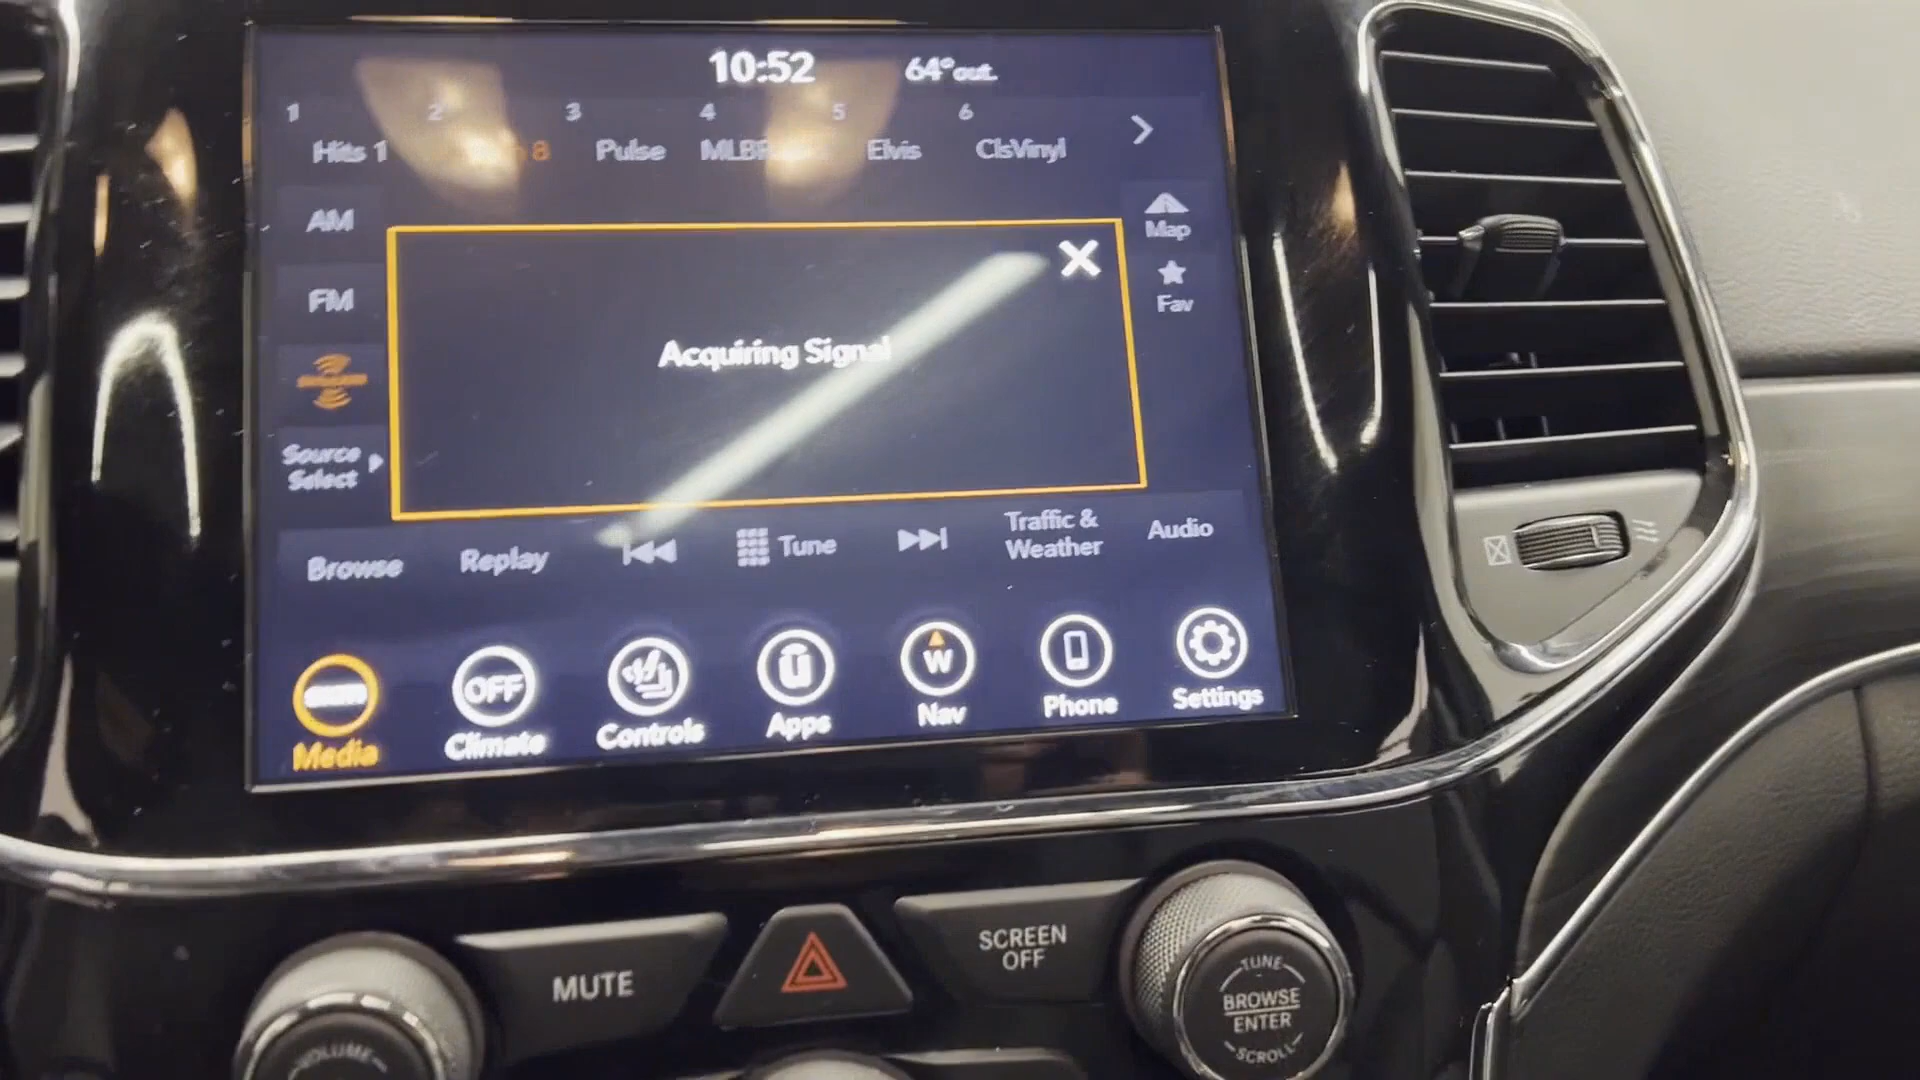 10:52
64°out.
1 2 3 4 5 6
Hits 1
8
Pulse
Elvis
ClsVinyl
AM
Map
FM
Fav
Acquiring Signal
Source
Select
Browse
Replay
Tune
Traffic &
Weather
Audio
OFF
W
Media
Climate
Controls
Apps
Nav
Phone
Settings
MUTE
SCREEN
OFF
VOLUME
TUNE
BROWSE
ENTER
SCROLL